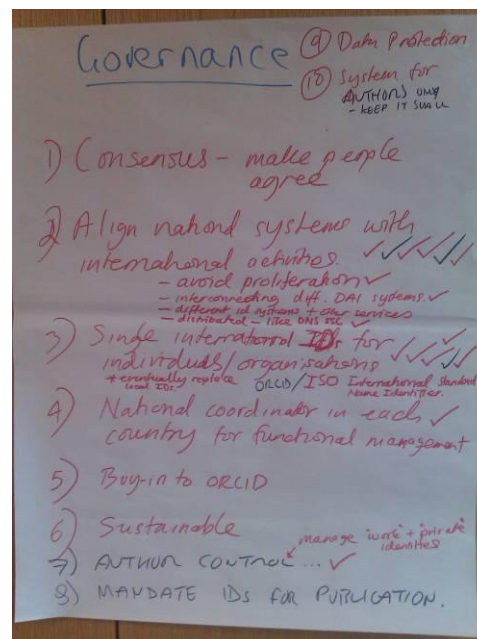 Governance
⑨ Data Protection
⑩ System for
AUTHORS ONLY
- KEEP IT SMALL
1) Consensus - make people
agree
2) Align national systems with
international activities. ✓✓✓✓✓✓
- avoid proliferation ✓
- interconnecting diff. DAI systems. ✓
- different id systems + other services
- distributed - like DNS ✓
3) Single international IDs for
individuals/organisations ✓✓✓✓✓
+ eventually replace
local IDs ✓
ORCID/ISO International Standard
Name Identifier.
4) National coordinator in each ✓
country for functional management
5) Buy-in to ORCID
6) Sustainable
manage work + private
identities
7) AUTHOR CONTROL ... ✓
8) MANDATE IDs FOR PUBLICATION.